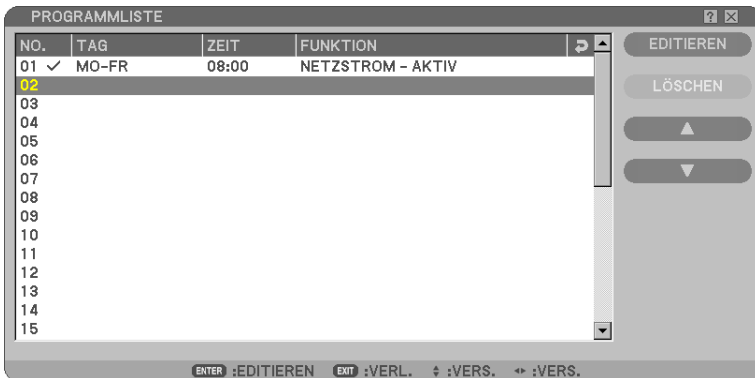 PROGRAMMLISTE
NO. TAG ZEIT FUNKTION
EDITIEREN
01 ✓ MO-FR 08:00 NETZSTROM - AKTIV
02
LÖSCHEN
03
04
05
06
07
08
09
10
11
12
13
14
15
ENTER :EDITIEREN EXIT :VERL. :VERS. :VERS.